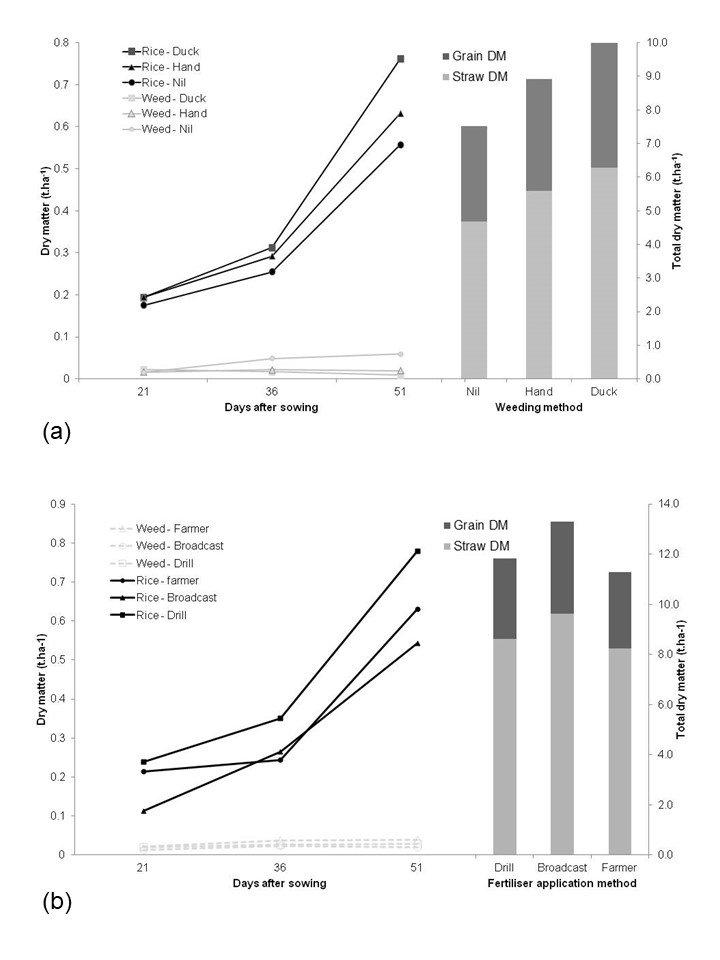 (a)
0.8
0.7
0.6
0.5
0.4
0.3
0.2
0.1
0
Dry matter (t.ha-1)
Rice - Duck
Rice - Hand
Rice - Nil
Weed - Duck
Weed - Hand
Weed - Nil
21 36 51
Days after sowing
Grain DM
Straw DM
10.0
9.0
8.0
7.0
6.0
5.0
4.0
3.0
2.0
1.0
0.0
Total dry matter (t.ha-1)
Nil Hand Duck
Weeding method
(b)
0.9
0.8
0.7
0.6
0.5
0.4
0.3
0.2
0.1
0
Dry matter (t.ha-1)
Weed - Farmer
Weed - Broadcast
Weed - Drill
Rice - farmer
Rice - Broadcast
Rice - Drill
21 36 51
Days after sowing
Grain DM
Straw DM
14.0
12.0
10.0
8.0
6.0
4.0
2.0
0.0
Total dry matter (t.ha-1)
Drill Broadcast Farmer
Fertiliser application method